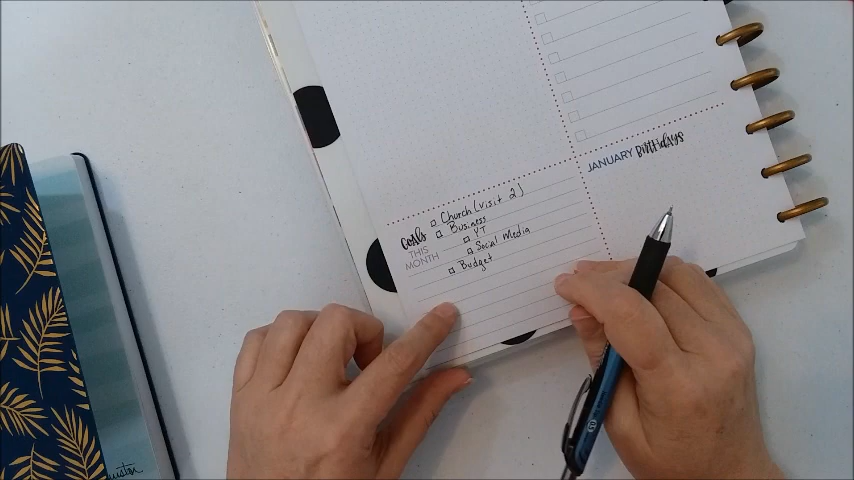 Goals
THIS
MONTH
Church (visit 2)
Business
YT
Social Media
Budget
JANUARY BIRTHdAYS